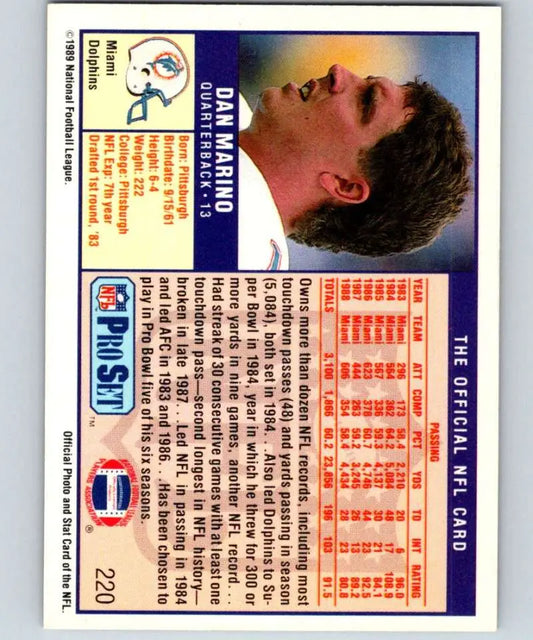 THE OFFICIAL NFL CARD
DAN MARINO
QUARTERBACK • 13
Miami
Dolphins
Born: Pittsburgh
Birthdate: 9/15/61
Height: 6-4
Weight: 222
College: Pittsburgh
NFL Exp: 7th year
Drafted 1st round, '83
PASSING
YEAR TEAM ATT COMP PCT YDS TD INT RATING
1983 Miami 296 173 58.4 2,210 20 6 96.0
1984 Miami 564 362 64.2 5,084 48 17 108.9
1985 Miami 567 336 59.3 4,137 30 21 84.1
1986 Miami 623 378 60.7 4,746 44 23 92.5
1987 Miami 444 263 59.2 3,245 26 13 89.2
1988 Miami 606 354 58.4 4,434 28 23 80.8
TOTALS 3,100 1,866 60.2 23,856 196 103 91.5
Owns more than dozen NFL records, including most
touchdown passes (48) and yards passing in season
(5,084), both set in 1984 . . . Also led Dolphins to Su-
per Bowl in 1984, year in which he threw for 300 or
more yards in nine games, another NFL record . . .
Had streak of 30 consecutive games with at least one
touchdown pass—second longest in NFL history—
broken in late 1987 . . . Led NFL in passing in 1984
and led AFC in 1983 and 1986 . . . Has been chosen to
play in Pro Bowl five of his six seasons.
NFL PRO SET ™
NATIONAL FOOTBALL LEAGUE
PLAYERS ASSOCIATION ®
220
©1989 National Football League.
Official Photo and Stat Card of the NFL.